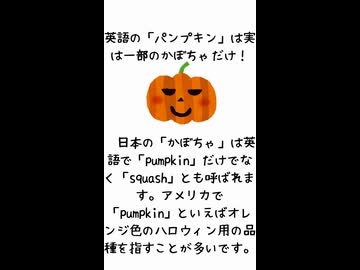 英語の「パンプキン」は実
は一部のかぼちゃだけ!
日本の「かぼちゃ」は英
語で「pumpkin」だけでな
く「squash」とも呼ばれま
す。アメリカで
「pumpkin」といえばオレ
ンジ色のハロウィン用の品
種を指すことが多いです。